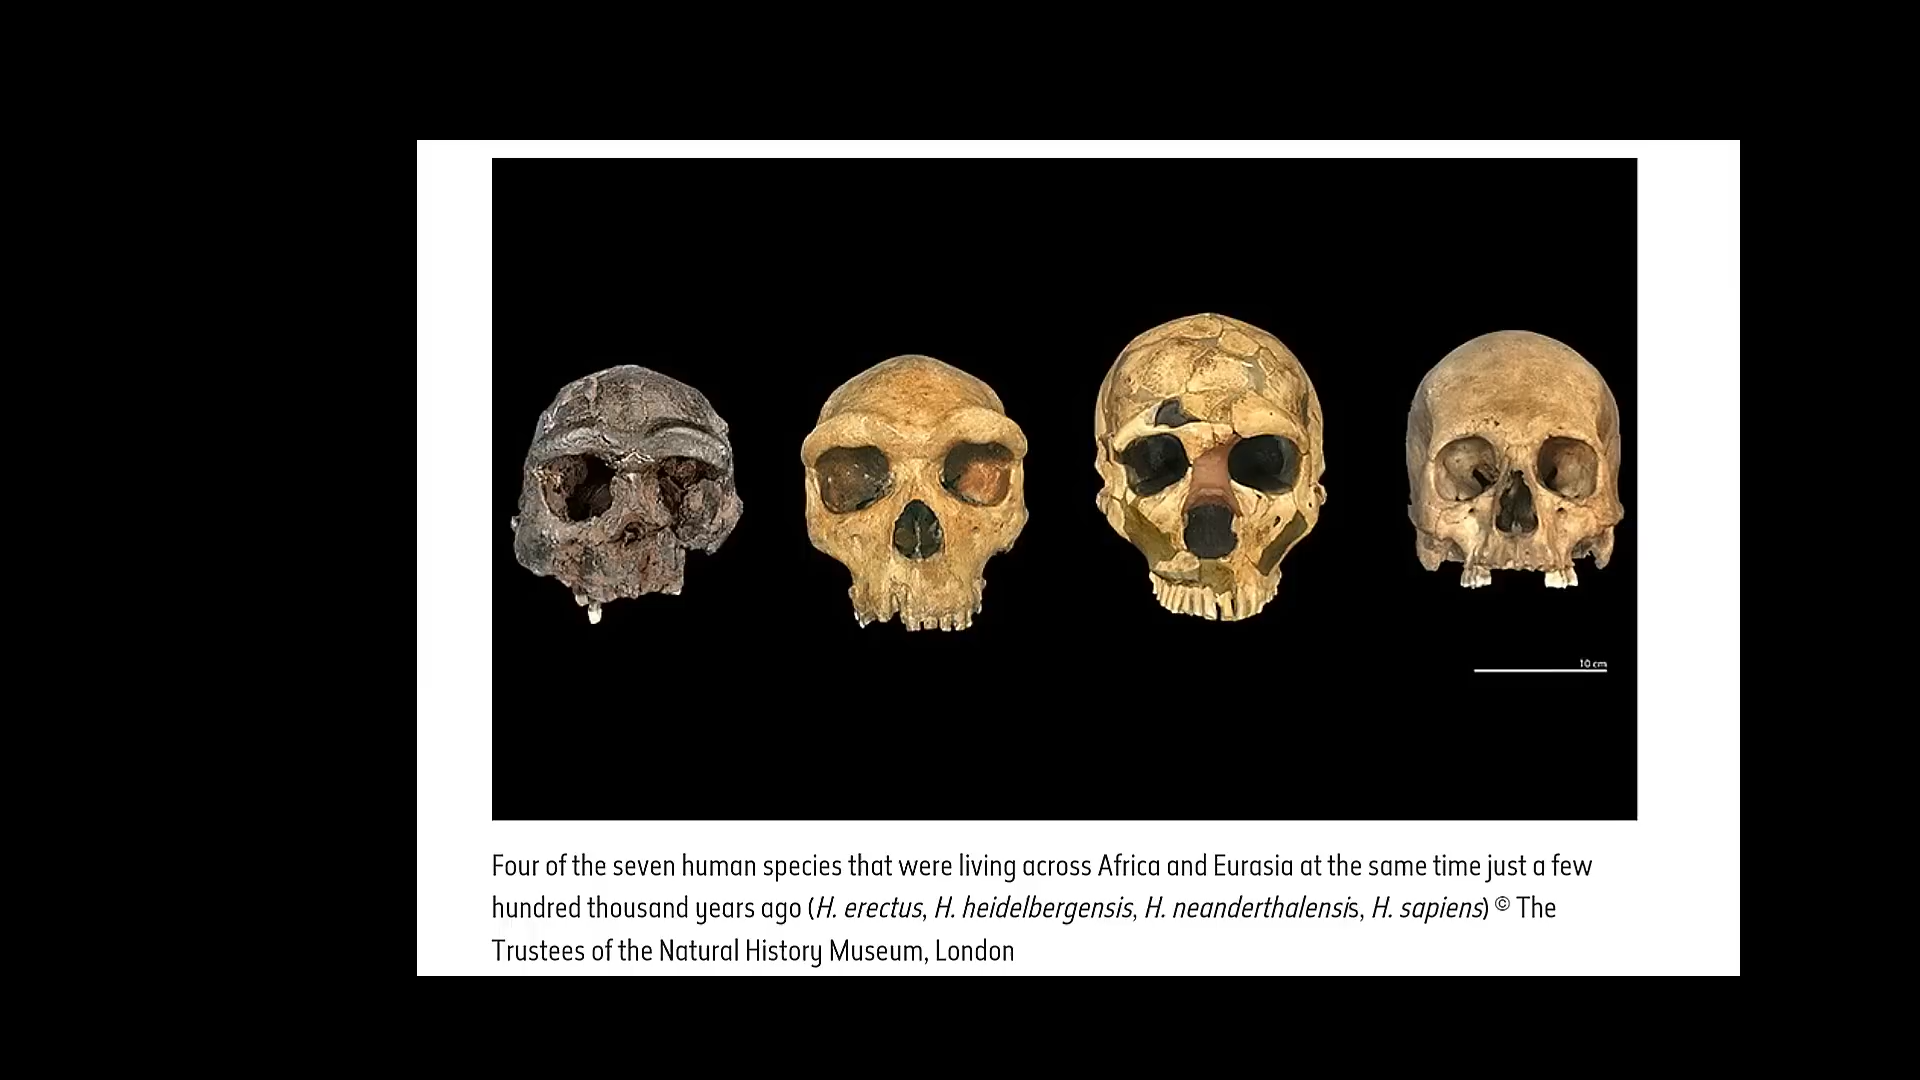 10 cm
Four of the seven human species that were living across Africa and Eurasia at the same time just a few
hundred thousand years ago (H. erectus, H. heidelbergensis, H. neanderthalensis, H. sapiens) © The
Trustees of the Natural History Museum, London